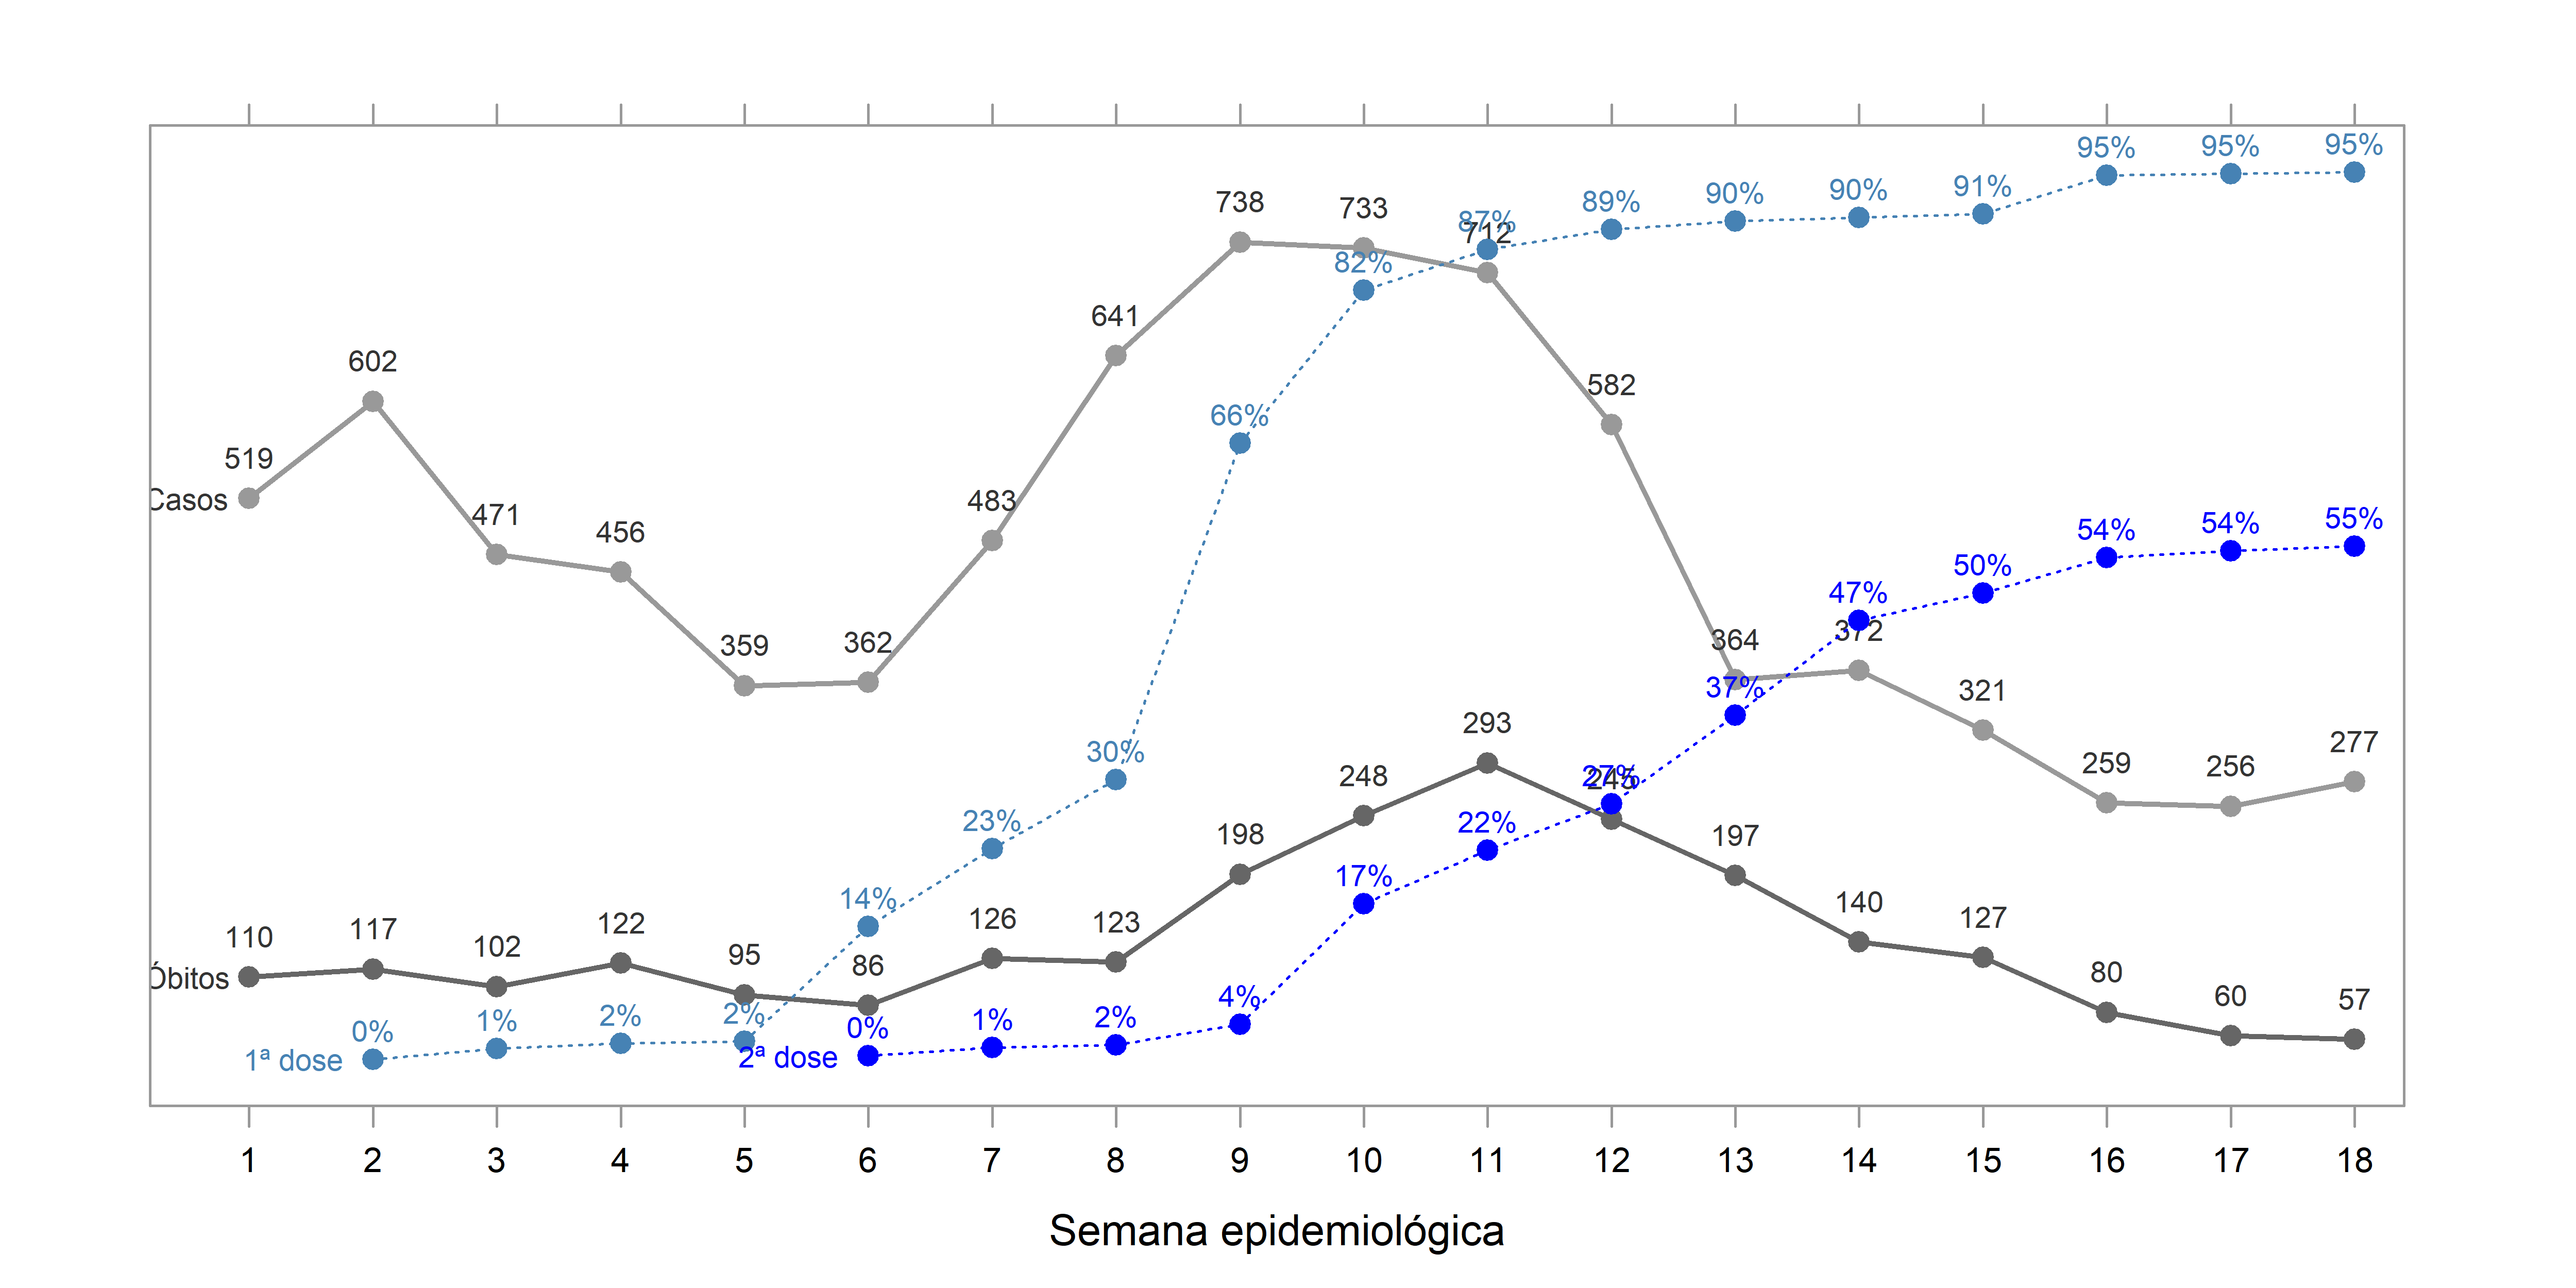 95% 95% 95%
90% 90% 91%
89%
87%
738 733 712
82%
641
602
66%
582
519
Casos
471 456 483
54% 54% 55%
50%
47%
359 362 364 372
37%
321
293
277
259 256
30%
248
27%
245
23%
22%
198 197
17%
14%
140
127
126 123
122
117
110
102
95
86
80
60 57
Óbitos
0% 1% 2% 2%
1ª dose
0% 1% 2% 4%
2ª dose
1 2 3 4 5 6 7 8 9 10 11 12 13 14 15 16 17 18
Semana epidemiológica